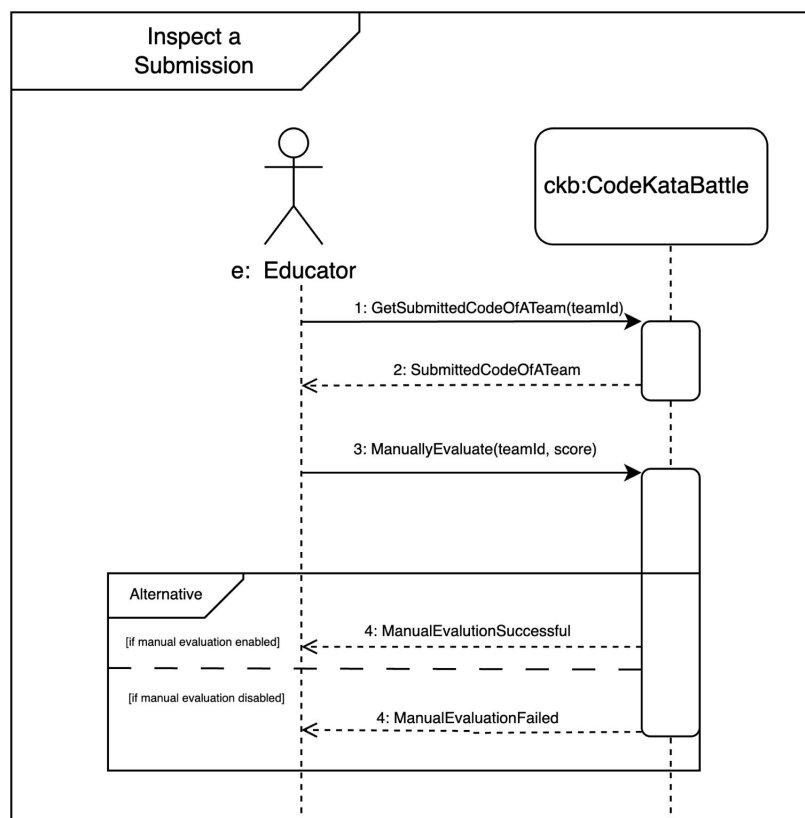 Inspect a
Submission
ckb:CodeKataBattle
e: Educator
1: GetSubmittedCodeOfATeam(teamId)
2: SubmittedCodeOfATeam
3: ManuallyEvaluate(teamId, score)
Alternative
[if manual evaluation enabled]
4: ManualEvalutionSuccessful
[if manual evaluation disabled]
4: ManualEvaluationFailed